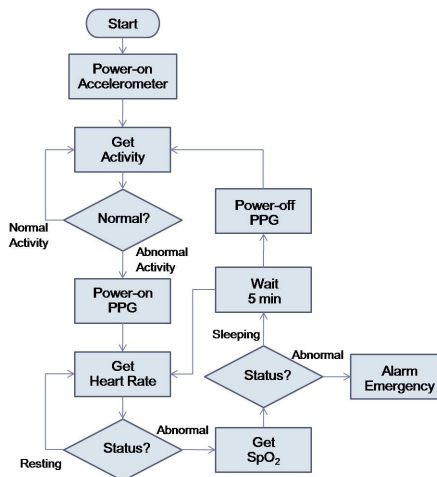 Start
Power-on
Accelerometer
Get
Activity
Normal?
Normal
Activity
Abnormal
Activity
Power-on
PPG
Get
Heart Rate
Status?
Resting
Abnormal
Get
SpO₂
Status?
Sleeping
Abnormal
Alarm
Emergency
Wait
5 min
Power-off
PPG